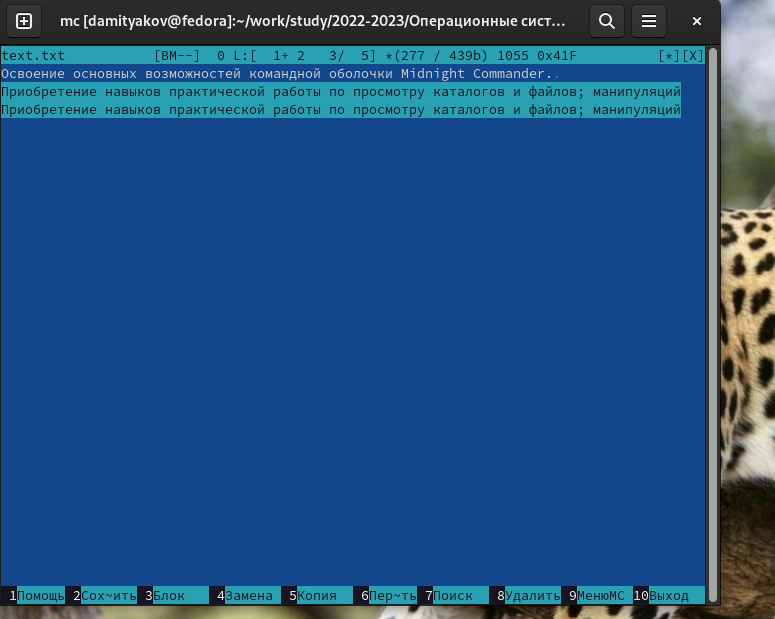 mc [damityakov@fedora]:~/work/study/2022-2023/Операционные сист…
text.txt [BM--] 0 L:[ 1+ 2 3/ 5] *(277 / 439b) 1055 0x41F [*][X]
Освоение основных возможностей командной оболочки Midnight Commander..
Приобретение навыков практической работы по просмотру каталогов и файлов; манипуляций
Приобретение навыков практической работы по просмотру каталогов и файлов; манипуляций
1Помощь 2Сох~ить 3Блок 4Замена 5Копия 6Пер~ть 7Поиск 8Удалить 9МенюMC 10Выход